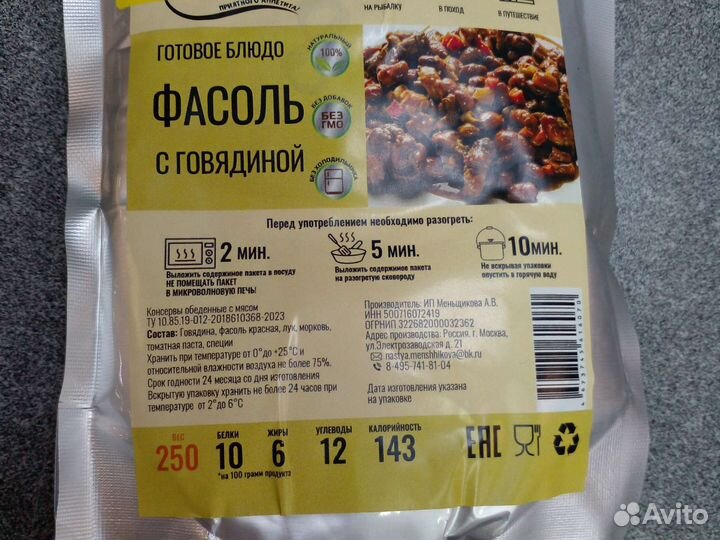 ПРИЯТНОГО АППЕТИТА!
НА РЫБАЛКУ
В ПОХОД
В ПУТЕШЕСТВИЕ
ГОТОВОЕ БЛЮДО
ФАСОЛЬ
С ГОВЯДИНОЙ
НАТУРАЛЬНЫЙ
100%
БЕЗ ДОБАВОК
БЕЗ
ГМО
БЕЗ ХОЛОДИЛЬНИКА
Перед употреблением необходимо разогреть:
2 МИН.
Выложить содержимое пакета в посуду
НЕ ПОМЕЩАТЬ ПАКЕТ
В МИКРОВОЛНОВУЮ ПЕЧЬ!
5 МИН.
Выложить содержимое пакета
на разогретую сковороду
10 МИН.
Не вскрывая упаковки
опустить в горячую воду
Консервы обеденные с мясом
ТУ 10.85.19-012-2018610368-2023
Состав: Говядина, фасоль красная, лук, морковь,
томатная паста, специи
Хранить при температуре от 0° до +25°С и
относительной влажности воздуха не более 75%.
Срок годности 24 месяца со дня изготовления
Вскрытую упаковку хранить не более 24 часов при
температуре от 2° до 6°С
Производитель: ИП Меньщикова А.В.
ИНН 500716072419
ОГРНИП 322682000032362
Адрес производства: Россия. г. Москва,
ул.Электрозаводская д. 21
nastya.menshhikova@bk.ru
8-495-741-81-04
Дата изготовления указана
на упаковке
4673745616070
ВЕС
250
БЕЛКИ
10
ЖИРЫ
6
УГЛЕВОДЫ
12
КАЛОРИЙНОСТЬ
143
*на 100 грамм продукта
EAC
Avito